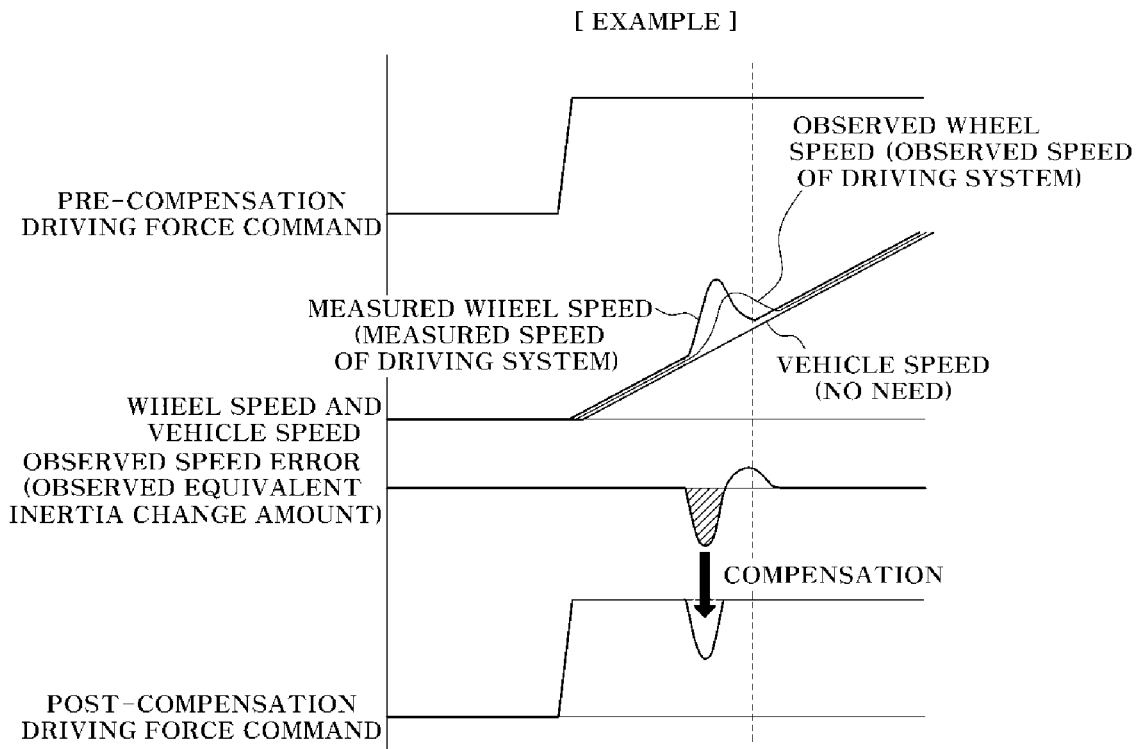 [ EXAMPLE ]
OBSERVED WHEEL
SPEED (OBSERVED SPEED
OF DRIVING SYSTEM)
PRE-COMPENSATION
DRIVING FORCE COMMAND
MEASURED WHEEL SPEED
(MEASURED SPEED
OF DRIVING SYSTEM)
VEHICLE SPEED
(NO NEED)
WHEEL SPEED AND
VEHICLE SPEED
OBSERVED SPEED ERROR
(OBSERVED EQUIVALENT
INERTIA CHANGE AMOUNT)
COMPENSATION
POST-COMPENSATION
DRIVING FORCE COMMAND